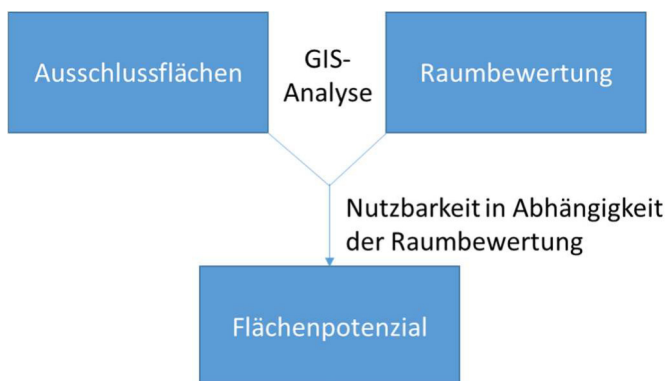 Ausschlussflächen
GIS-
Analyse
Raumbewertung
Nutzbarkeit in Abhängigkeit
der Raumbewertung
Flächenpotenzial